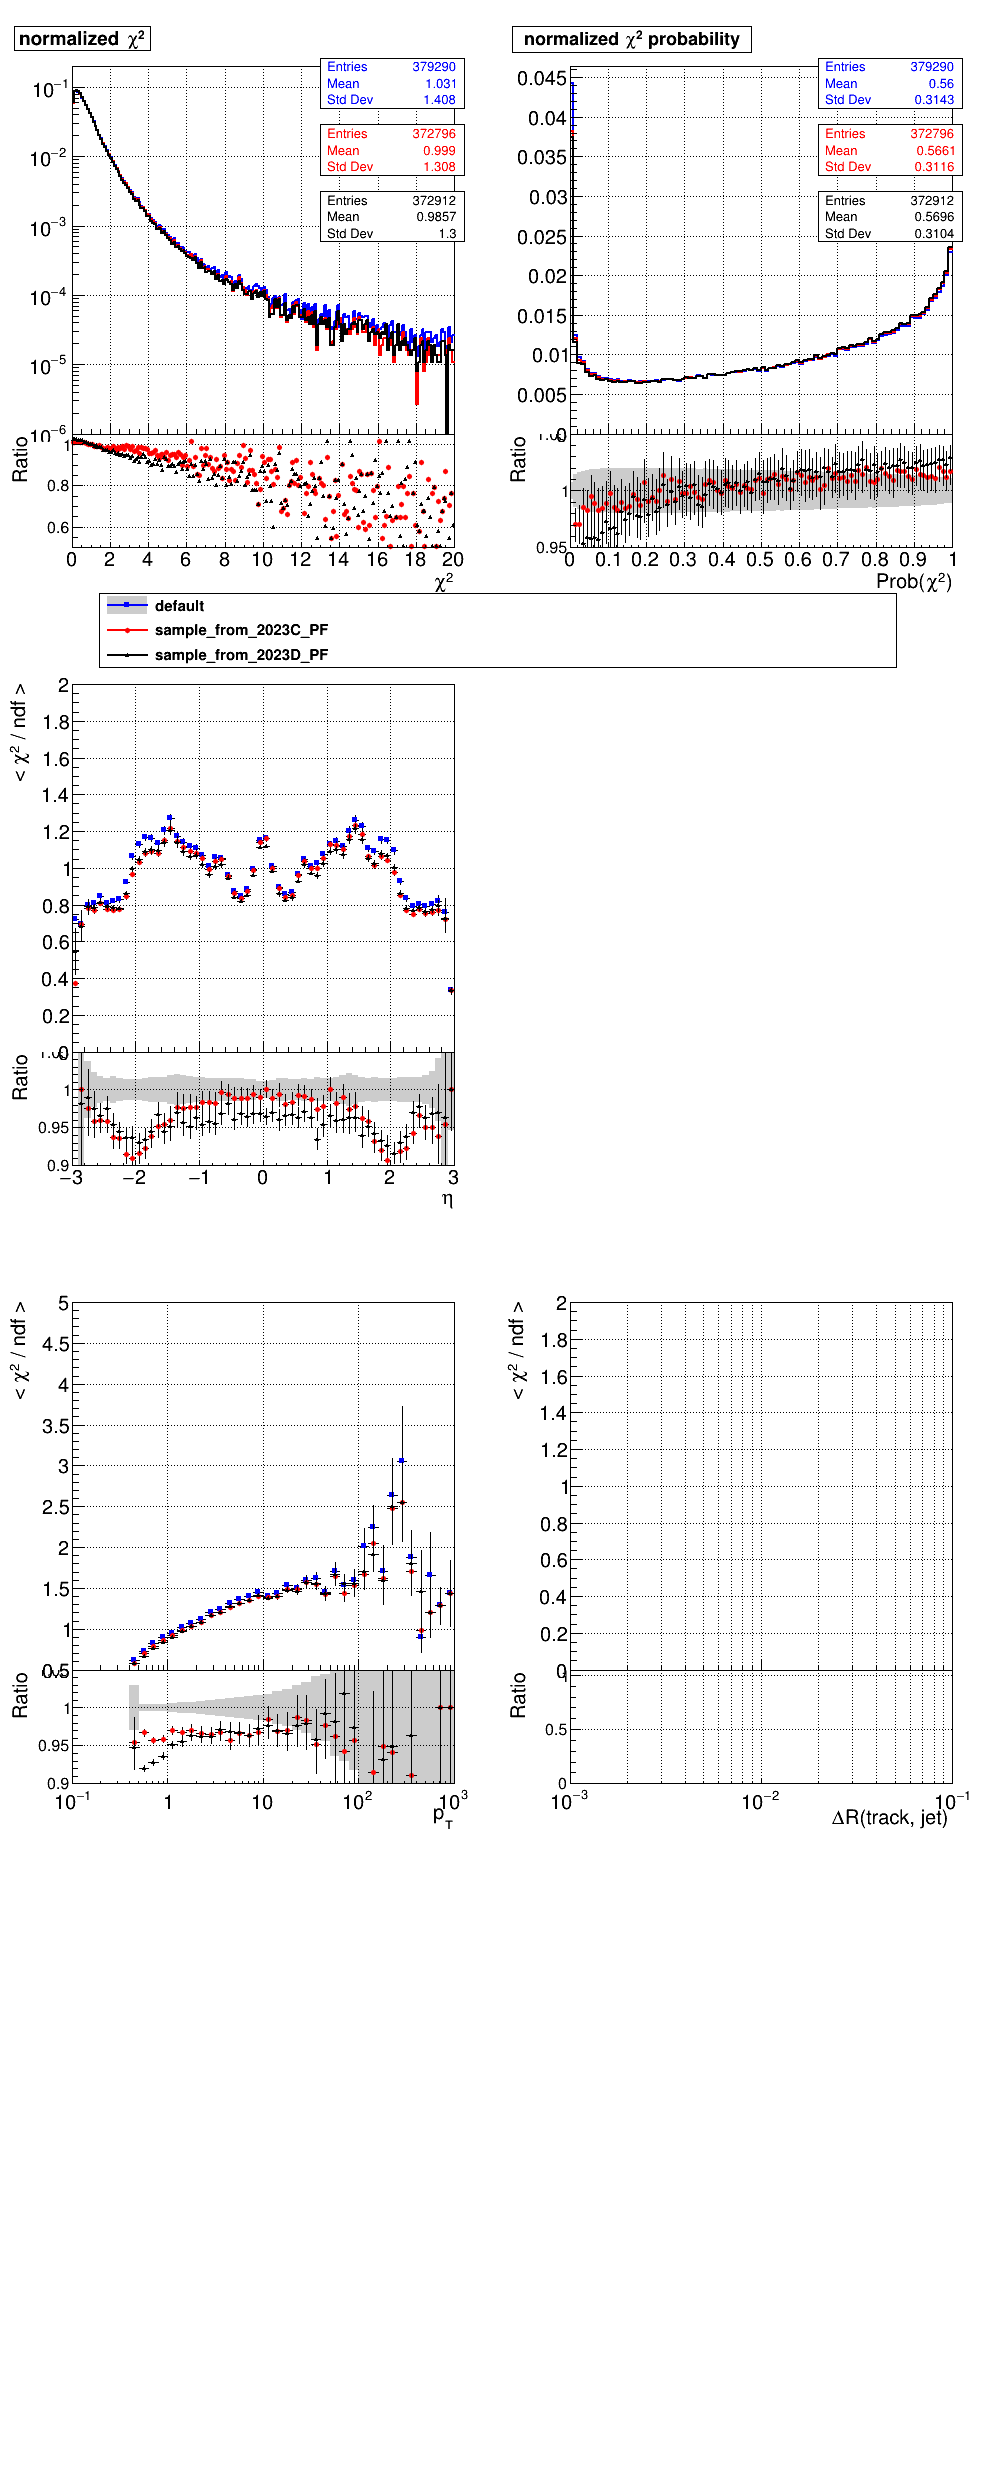 normalized χ²
Entries 379290
Mean 1.031
Std Dev 1.408
Entries 372796
Mean 0.999
Std Dev 1.308
Entries 372912
Mean 0.9857
Std Dev 1.3
10⁻¹
10⁻²
10⁻³
10⁻⁴
10⁻⁵
10⁻⁶
Ratio
1
0.8
0.6
0 2 4 6 8 10 12 14 16 18 20
χ²
normalized χ² probability
Entries 379290
Mean 0.56
Std Dev 0.3143
Entries 372796
Mean 0.5661
Std Dev 0.3116
Entries 372912
Mean 0.5696
Std Dev 0.3104
0.045
0.04
0.035
0.03
0.025
0.02
0.015
0.01
0.005
0
Ratio
1
0.95
0 0.1 0.2 0.3 0.4 0.5 0.6 0.7 0.8 0.9 1
Prob(χ²)
default
sample_from_2023C_PF
sample_from_2023D_PF
< χ² / ndf >
2
1.8
1.6
1.4
1.2
1
0.8
0.6
0.4
0.2
0
Ratio
1
0.95
0.9
−3 −2 −1 0 1 2 3
η
< χ² / ndf >
5
4.5
4
3.5
3
2.5
2
1.5
1
0.5
Ratio
1
0.95
0.9
10⁻¹ 1 10 10² 10³
p_T
< χ² / ndf >
2
1.8
1.6
1.4
1.2
1
0.8
0.6
0.4
0.2
0
Ratio
1
0.5
0
10⁻³ 10⁻² 10⁻¹
ΔR(track, jet)